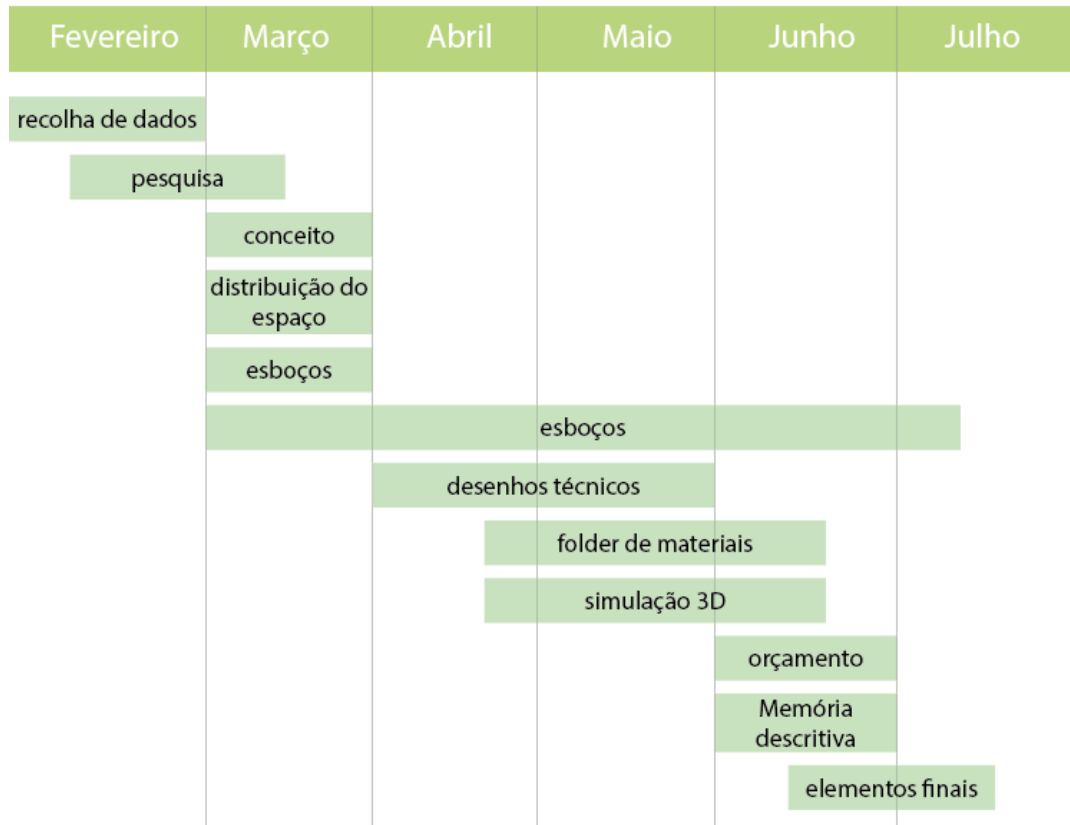 Fevereiro Março Abril Maio Junho Julho
recolha de dados
pesquisa
conceito
distribuição do
espaço
esboços
esboços
desenhos técnicos
folder de materiais
simulação 3D
orçamento
Memória
descritiva
elementos finais